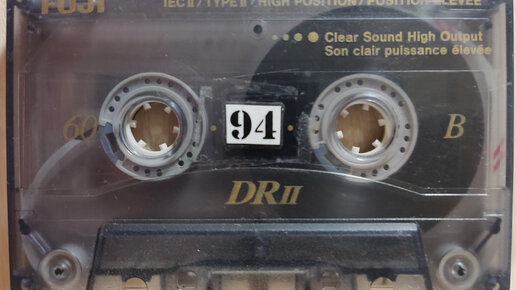 FUJI IEC II / TYPE II / HIGH POSITION / POSITION ÉLEVÉE
Clear Sound High Output
Son clair puissance élevée
60 94 B
DR II